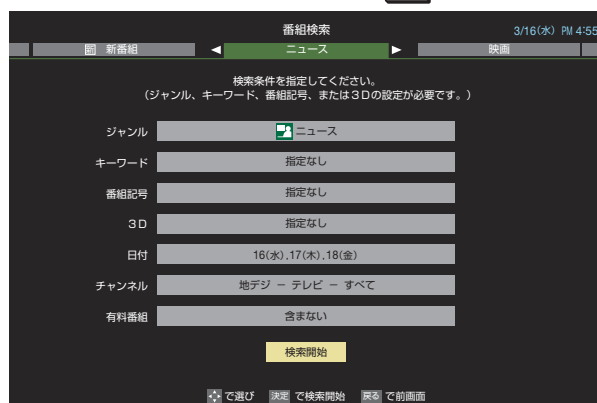 番組検索 3/16(水) PM 4:55
新番組 ◀ ニュース ▶ 映画
検索条件を指定してください。
(ジャンル、キーワード、番組記号、または3Dの設定が必要です。)
ジャンル ニュース
キーワード 指定なし
番組記号 指定なし
3D 指定なし
日付 16(水),17(木),18(金)
チャンネル 地デジ − テレビ − すべて
有料番組 含まない
検索開始
で選び 決定 で検索開始 戻る で前画面